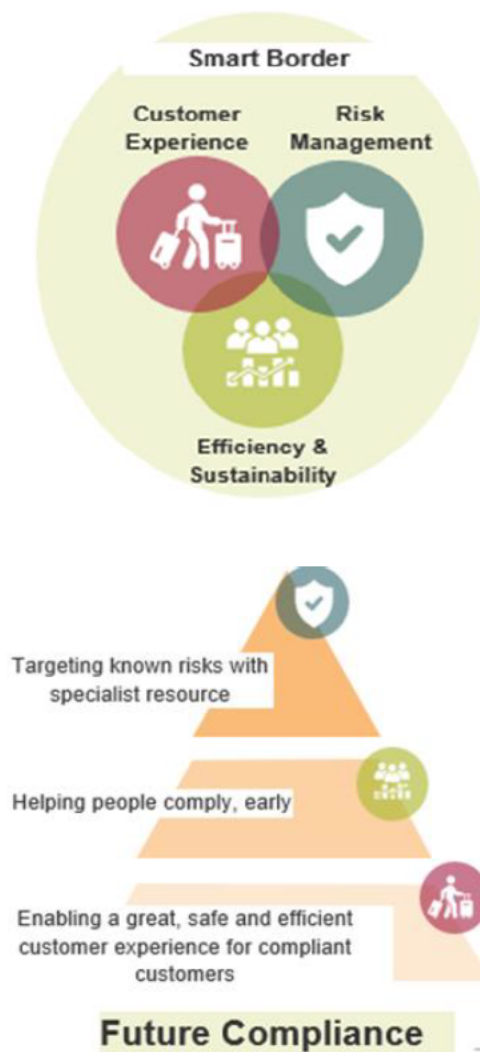 Smart Border
Customer
Experience
Risk
Management
Efficiency &
Sustainability
Targeting known risks with
specialist resource
Helping people comply, early
Enabling a great, safe and efficient
customer experience for compliant
customers
Future Compliance